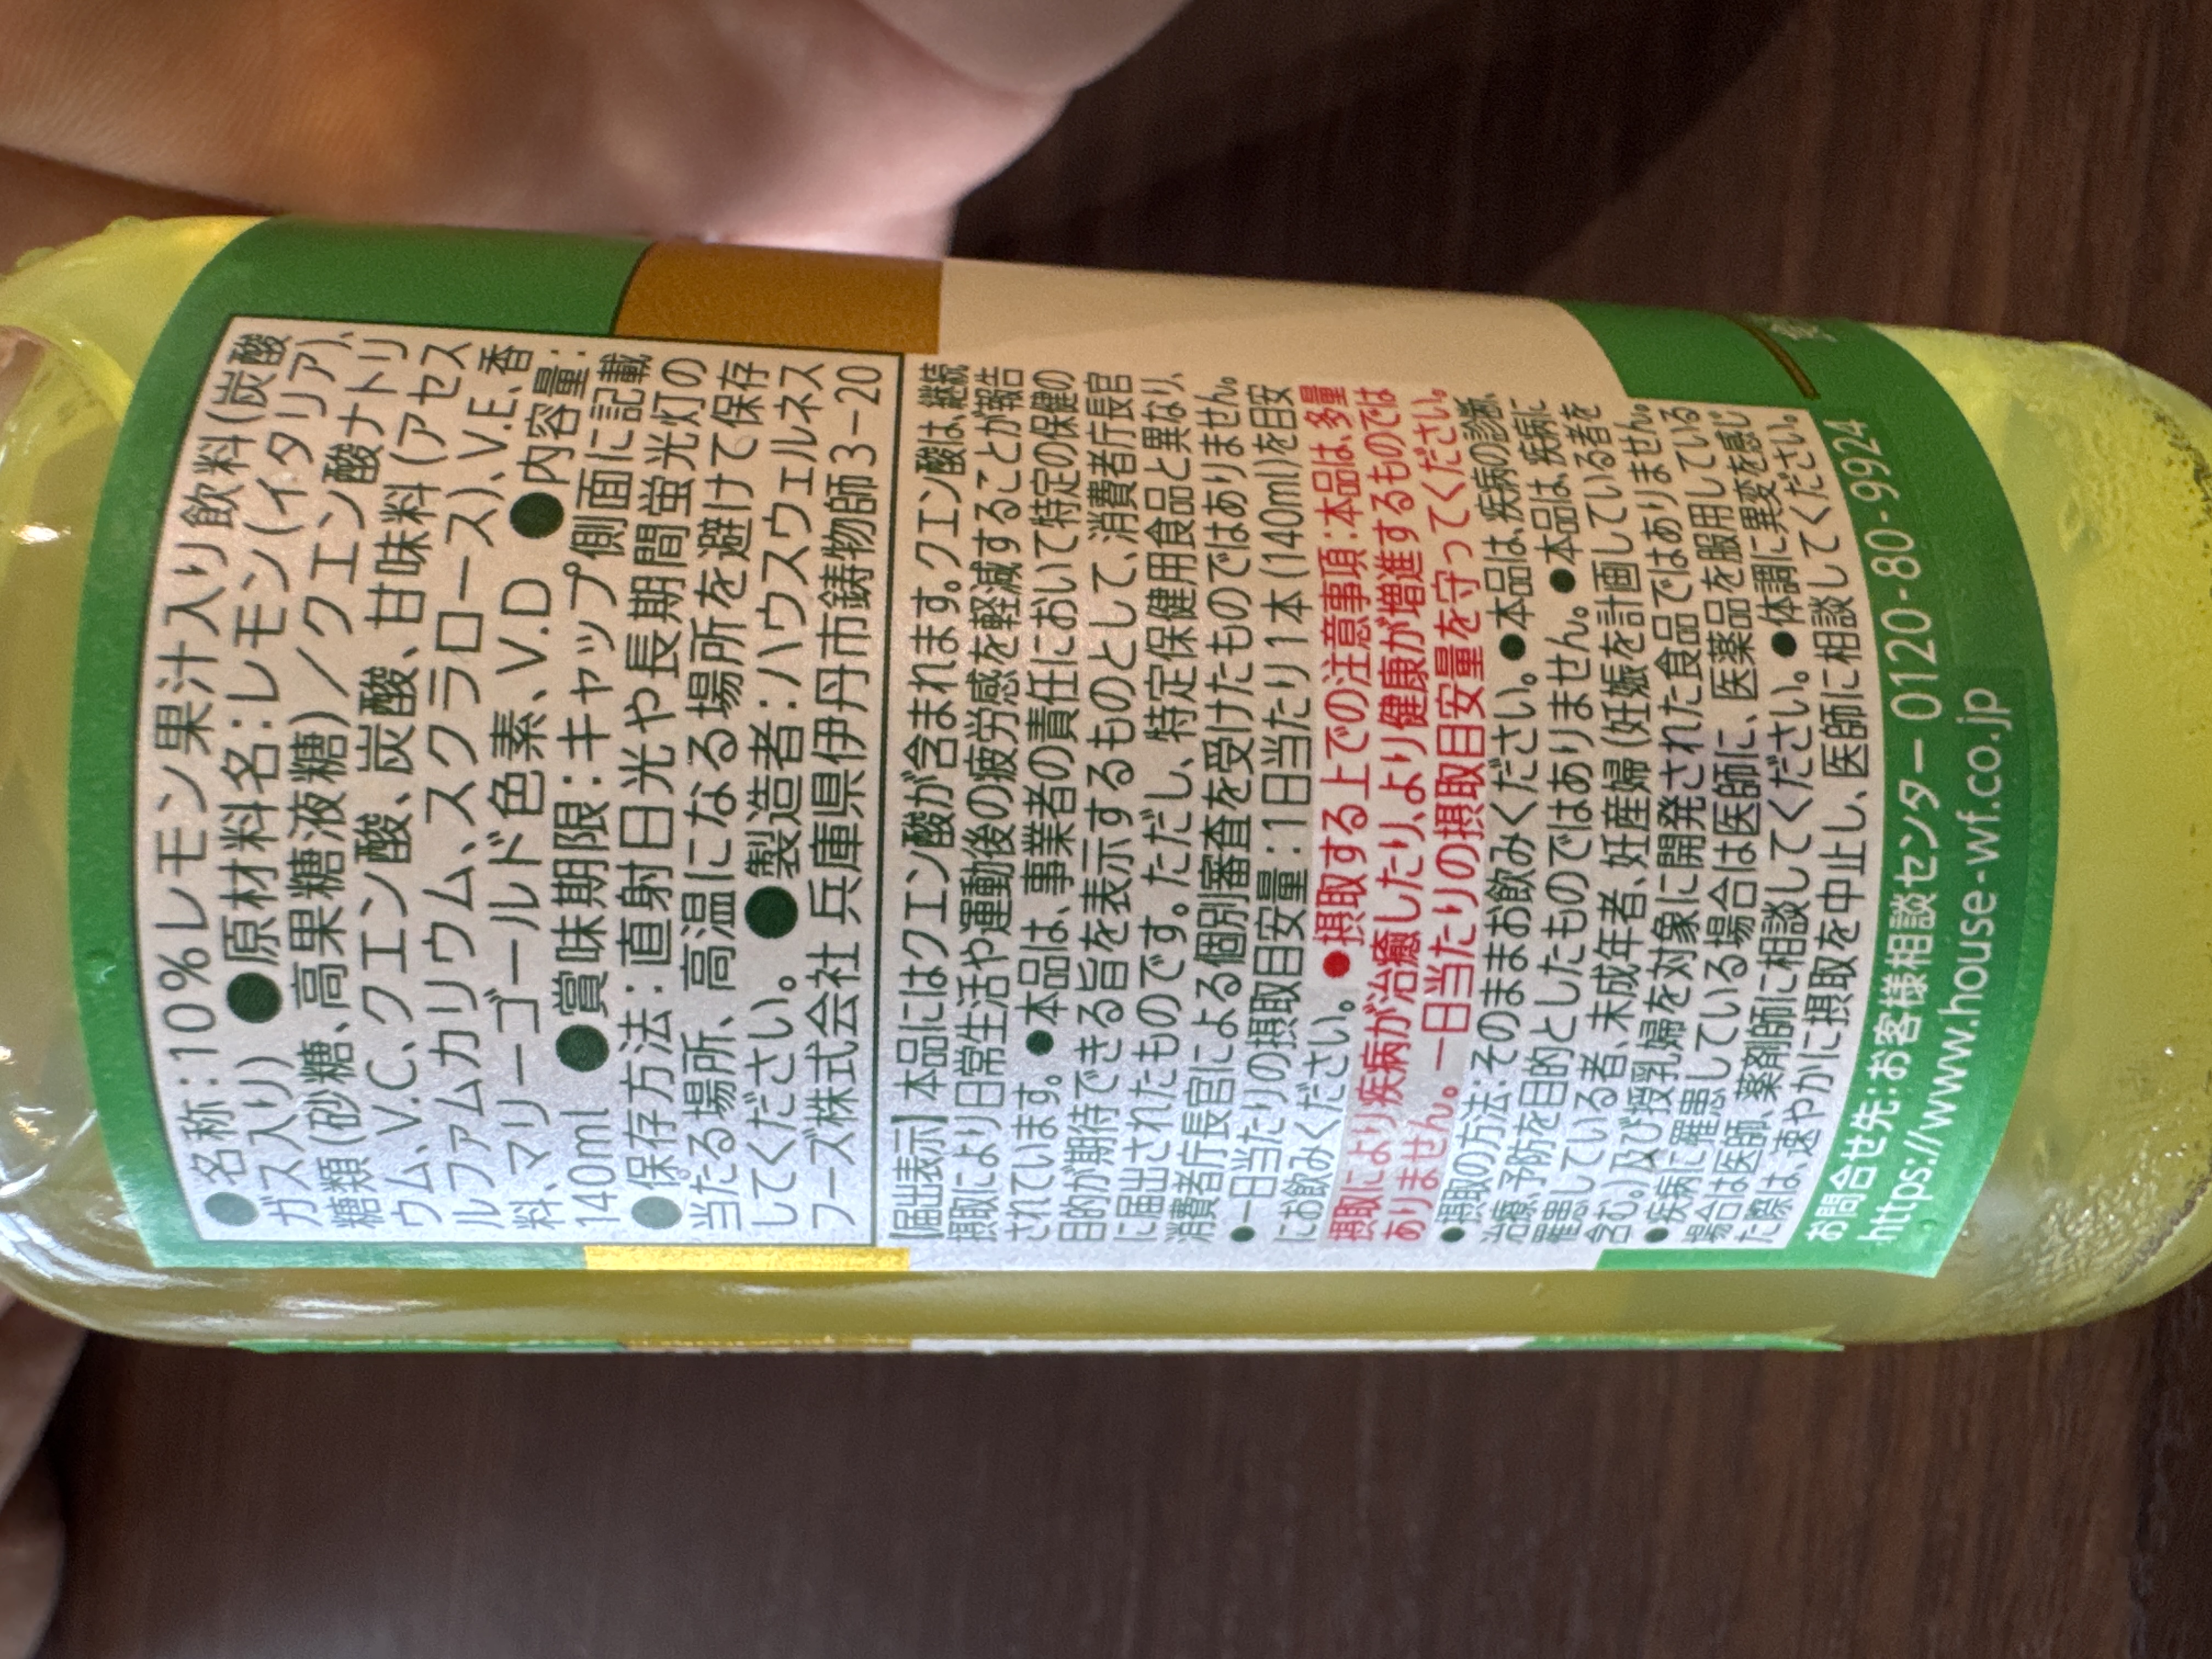 ●名称：10％レモン果汁入り飲料（炭酸
ガス入り） ●原材料名：レモン（イタリア）、
糖類（砂糖、高果糖液糖）／クエン酸ナトリ
ウム、V.C、クエン酸、炭酸、甘味料（アセス
ルファムカリウム、スクラロース）、V.E、香
料、マリーゴールド色素、V.D ●内容量：
140ml ●賞味期限：キャップ側面に記載
●保存方法：直射日光や長期間蛍光灯の
当たる場所、高温になる場所を避けて保存
してください。 ●製造者：ハウスウェルネス
フーズ株式会社 兵庫県伊丹市鋳物師3－20
【届出表示】本品にはクエン酸が含まれます。クエン酸は、継続
摂取により日常生活や運動後の疲労感を軽減することが報告
されています。●本品は、事業者の責任において特定の保健の
目的が期待できる旨を表示するものとして、消費者庁長官
に届出されたものです。ただし、特定保健用食品と異なり、
消費者庁長官による個別審査を受けたものではありません。
●一日当たりの摂取目安量：1日当たり1本（140ml）を目安
にお飲みください。●摂取する上での注意事項：本品は、多量
摂取により疾病が治癒したり、より健康が増進するものでは
ありません。一日当たりの摂取目安量を守ってください。
●摂取の方法：そのままお飲みください。●本品は、疾病の診断、
治療、予防を目的としたものではありません。●本品は、疾病に
罹患している者、未成年者、妊産婦（妊娠を計画している者を
含む。）及び授乳婦を対象に開発された食品ではありません。
●疾病に罹患している場合は医師に、医薬品を服用している
場合は医師、薬剤師に相談してください。●体調に異変を感じ
た際は、速やかに摂取を中止し、医師に相談してください。
お問合せ先：お客様相談センター 0120-80-9924
https://www.house-wf.co.jp